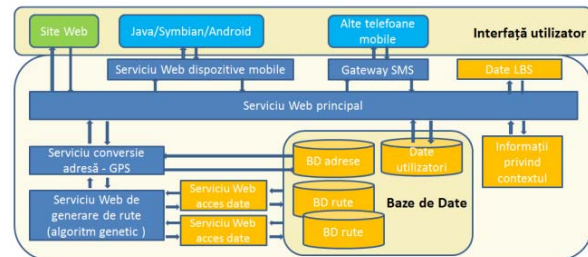 Site Web
Java/Symbian/Android
Alte telefoane
mobile
Interfață utilizator
Serviciu Web dispozitive mobile
Gateway SMS
Date LBS
Serviciu Web principal
Serviciu conversie
adresă - GPS
BD adrese
Date
utilizatori
Informații
privind
contextul
Serviciu Web de
generare de rute
(algoritm genetic )
Serviciu Web
acces date
BD rute
Baze de Date
Serviciu Web
acces date
BD rute